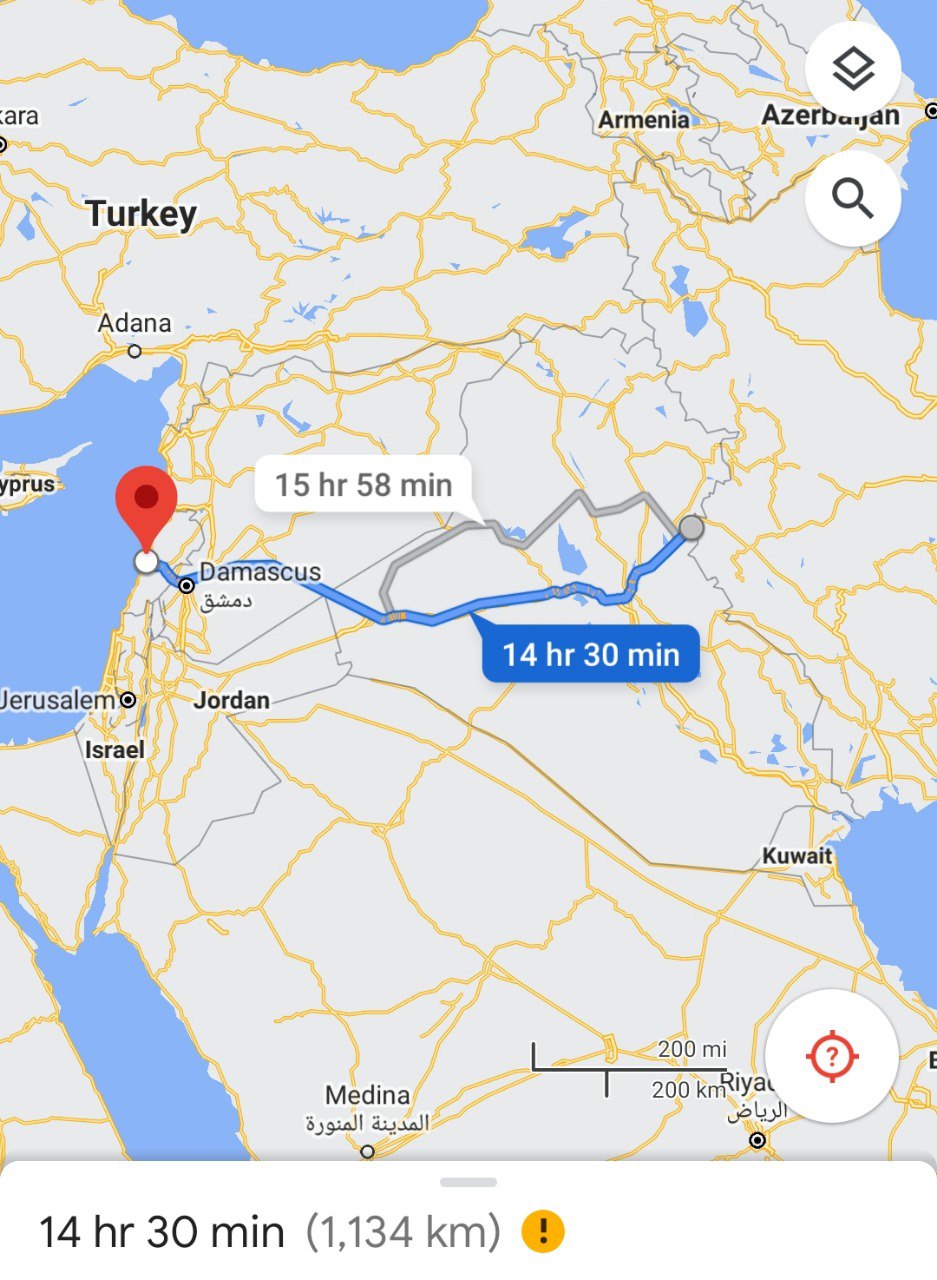 kara
Armenia
Azerbaijan
Turkey
Adana
yprus
15 hr 58 min
Damascus
دمشق
14 hr 30 min
Jerusalem
Jordan
Israel
Kuwait
200 mi
200 km
Riya
الرياض
?
E
Medina
المدينة المنورة
14 hr 30 min (1,134 km) !